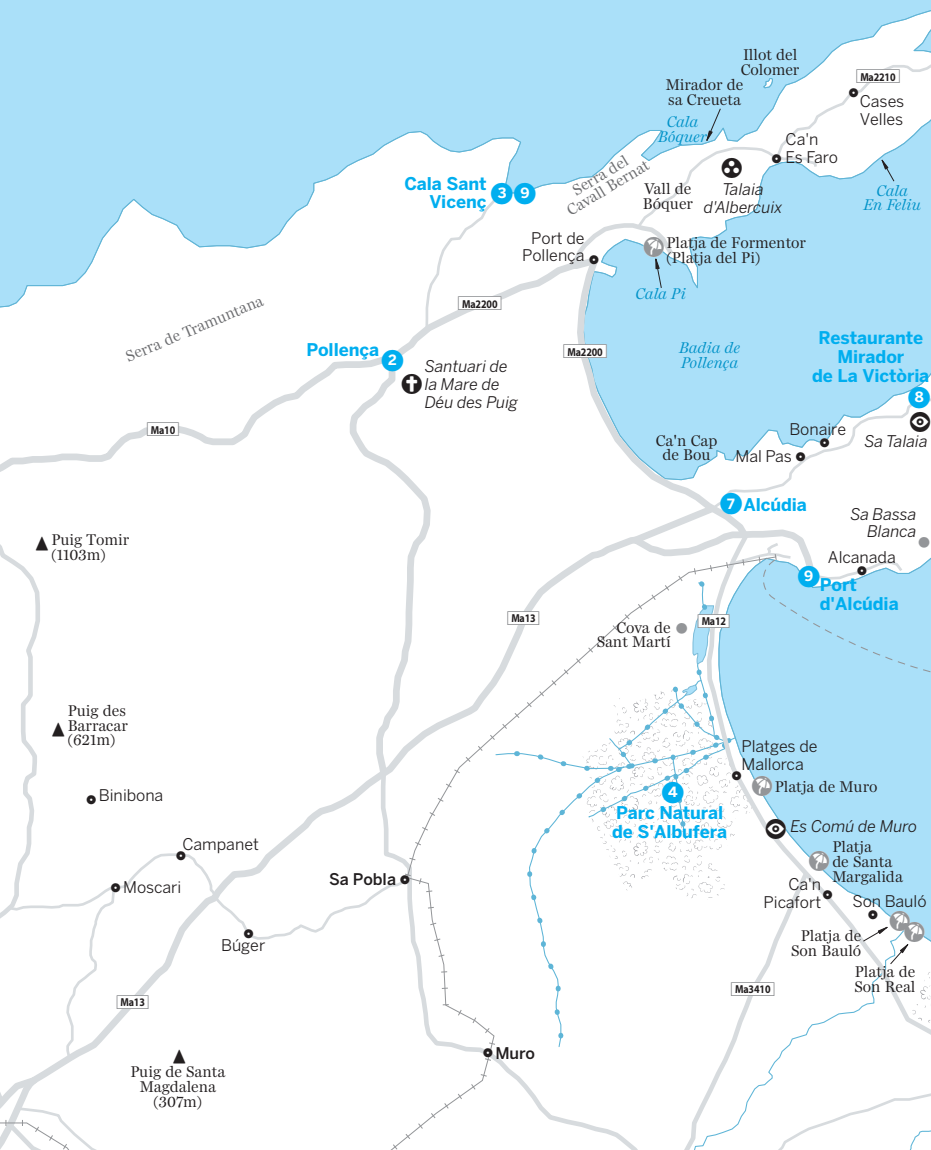 Illot del
Colomer
Ma2210
Mirador de
sa Creueta
Cases
Velles
Cala
Bóquer
Ca'n
Es Faro
Serra del
Cavall Bernat
Cala Sant
Vicenç
3
9
Vall de
Bóquer
Talaia
d'Albercuix
Cala
En Feliu
Port de
Pollença
Platja de Formentor
(Platja del Pi)
Cala Pi
Ma2200
Serra de Tramuntana
Pollença
2
Ma2200
Badia de
Pollença
Restaurante
Mirador
de La Victòria
8
Santuari de
la Mare de
Déu des Puig
Ma10
Bonaire
Sa Talaia
Ca'n Cap
de Bou
Mal Pas
7
Alcúdia
Sa Bassa
Blanca
Puig Tomir
(1103m)
Alcanada
9
Port
d'Alcúdia
Ma13
Cova de
Sant Martí
Ma12
Puig des
Barracar
(621m)
Platges de
Mallorca
Platja de Muro
Binibona
4
Parc Natural
de S'Albufera
Es Comú de Muro
Campanet
Platja
de Santa
Margalida
Moscari
Sa Pobla
Ca'n
Picafort
Son Bauló
Búger
Platja de
Son Bauló
Platja de
Son Real
Ma13
Ma3410
Muro
Puig de Santa
Magdalena
(307m)